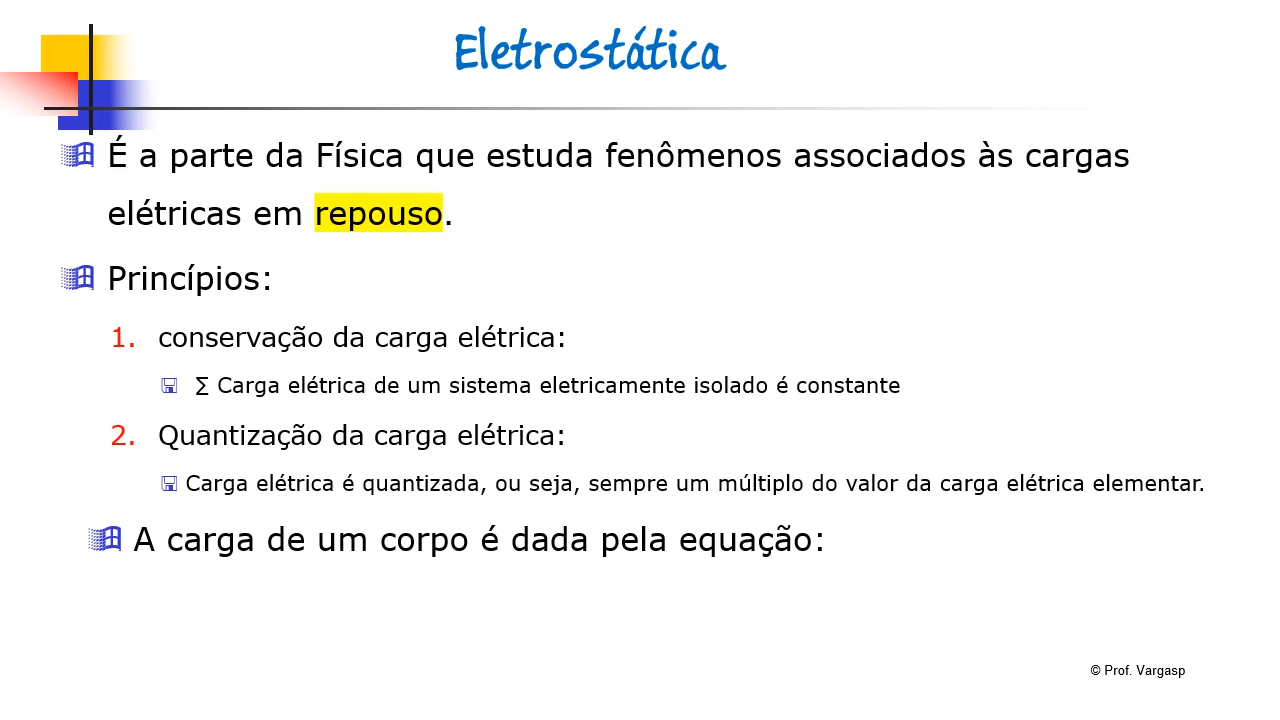 Eletrostática
É a parte da Física que estuda fenômenos associados às cargas
elétricas em repouso.
Princípios:
1. conservação da carga elétrica:
∑ Carga elétrica de um sistema eletricamente isolado é constante
2. Quantização da carga elétrica:
Carga elétrica é quantizada, ou seja, sempre um múltiplo do valor da carga elétrica elementar.
A carga de um corpo é dada pela equação:
© Prof. Vargasp